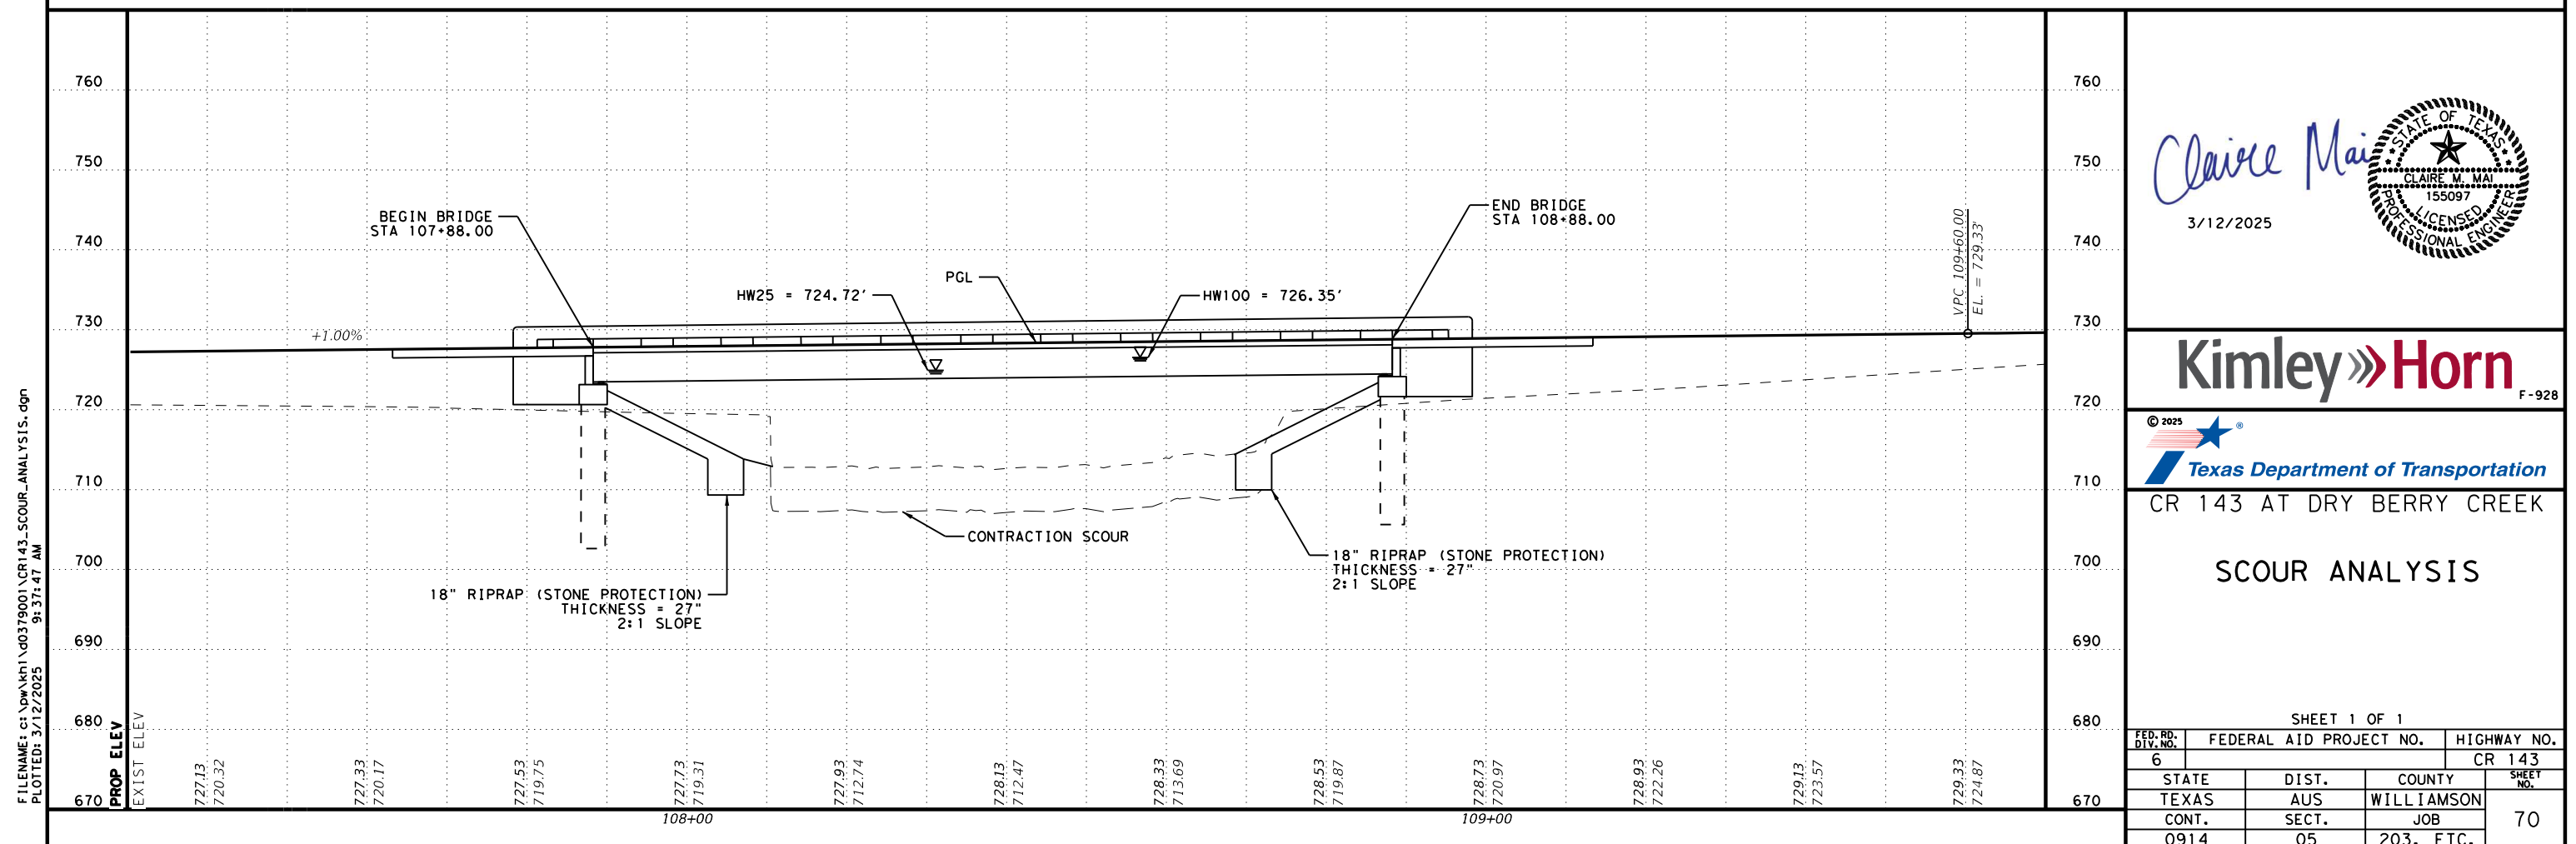 760
750
740
730
720
710
700
690
680
670
760
750
740
730
720
710
700
690
680
670
BEGIN BRIDGE
STA 107+88.00
END BRIDGE
STA 108+88.00
PGL
HW25 = 724.72'
HW100 = 726.35'
+1.00%
VPC 109+60.00
EL. = 729.33'
CONTRACTION SCOUR
18" RIPRAP (STONE PROTECTION)
THICKNESS = 27"
2:1 SLOPE
18" RIPRAP (STONE PROTECTION)
THICKNESS = 27"
2:1 SLOPE
PROP ELEV
EXIST ELEV
727.13
720.32
727.33
720.17
727.53
719.75
727.73
719.31
727.93
712.74
728.13
712.47
728.33
713.69
728.53
719.87
728.73
720.97
728.93
722.26
729.13
723.57
729.33
724.87
108+00
109+00
FILENAME: c:\pw\kh1\d0379001\CR143_SCOUR_ANALYSIS.dgn
PLOTTED: 3/12/2025 9:37:47 AM
Claire Mai
3/12/2025
STATE OF TEXAS
CLAIRE M. MAI
155097
LICENSED
PROFESSIONAL ENGINEER
Kimley»Horn
F-928
© 2025
®
Texas Department of Transportation
CR 143 AT DRY BERRY CREEK
SCOUR ANALYSIS
SHEET 1 OF 1
FED.RD. DIV.NO.
FEDERAL AID PROJECT NO.
HIGHWAY NO.
6
CR 143
STATE
DIST.
COUNTY
SHEET NO.
TEXAS
AUS
WILLIAMSON
70
CONT.
SECT.
JOB
0914
05
203, ETC.